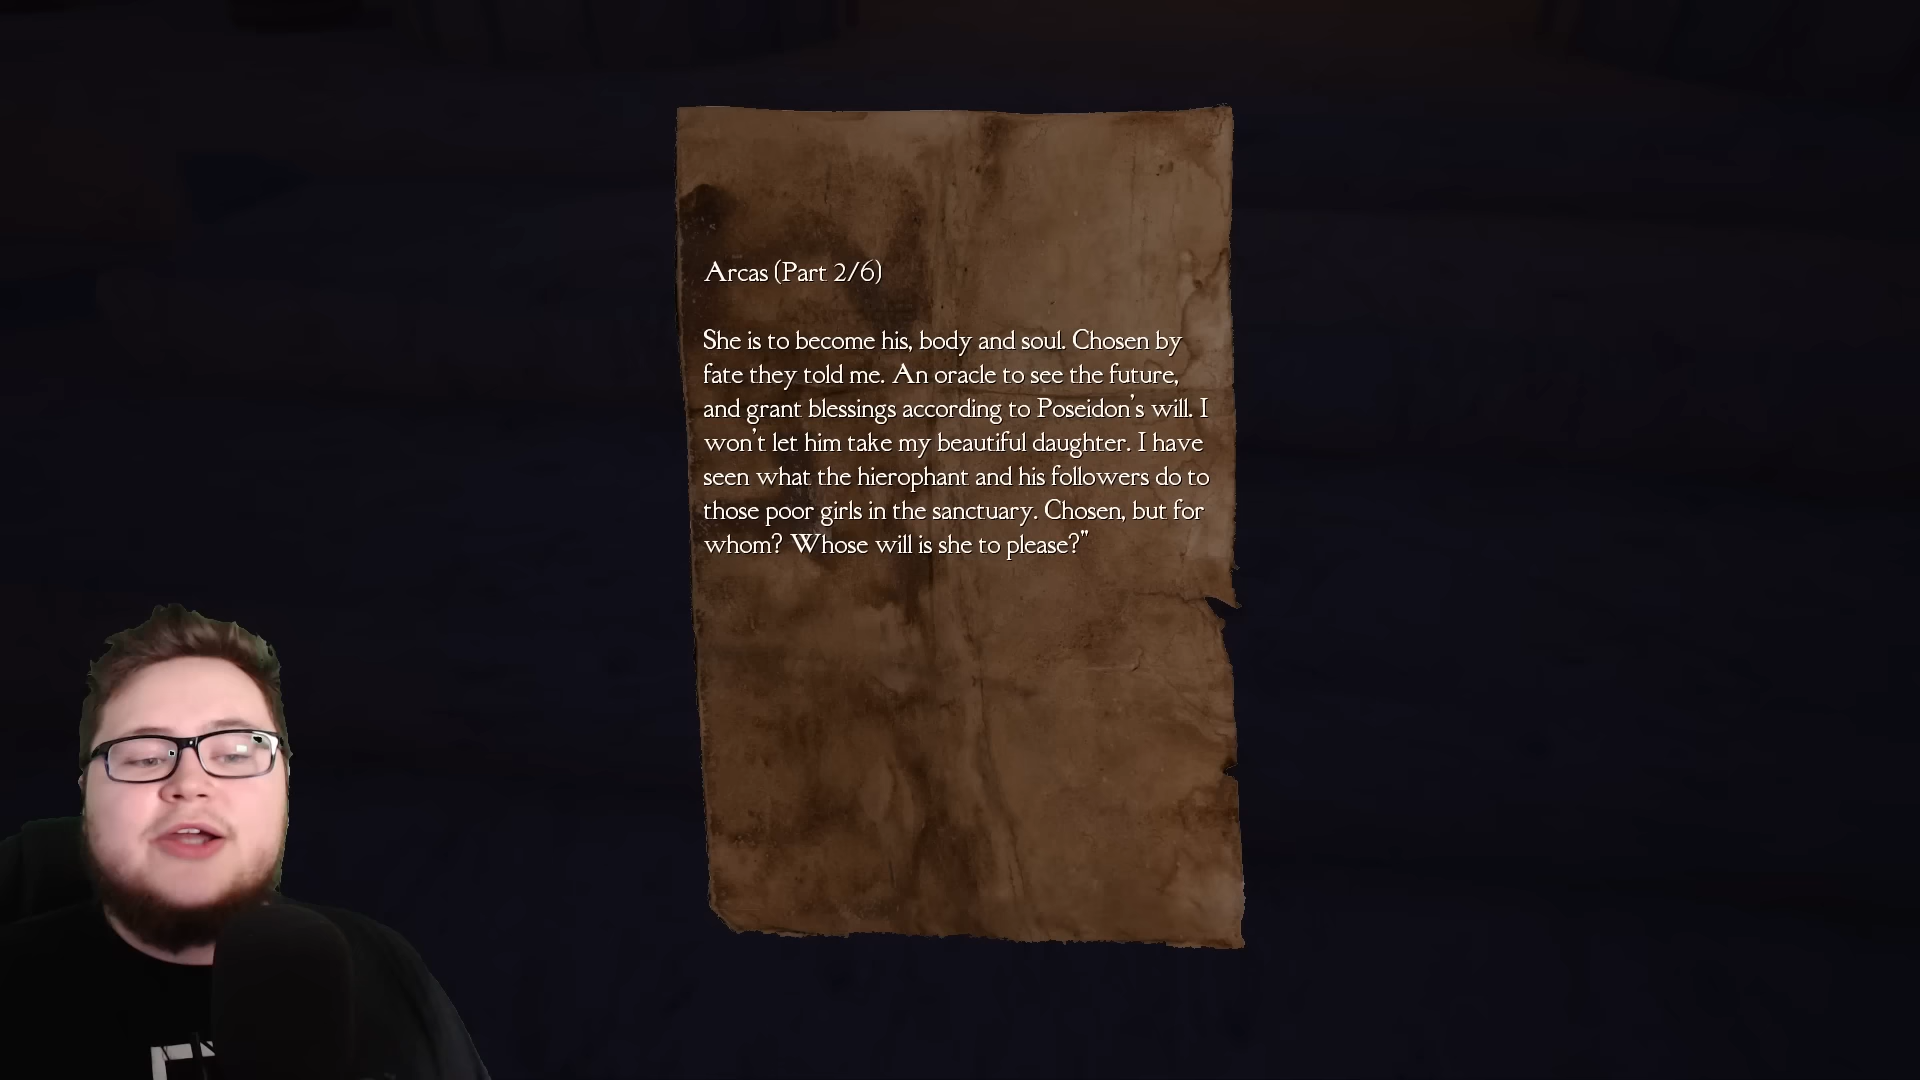 Arcas (Part 2/6)
She is to become his, body and soul. Chosen by
fate they told me. An oracle to see the future,
and grant blessings according to Poseidon's will. I
won't let him take my beautiful daughter. I have
seen what the hierophant and his followers do to
those poor girls in the sanctuary. Chosen, but for
whom? Whose will is she to please?"